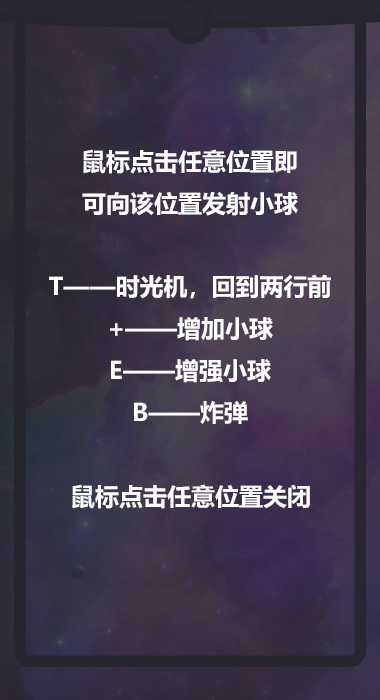 鼠标点击任意位置即
可向该位置发射小球
T——时光机，回到两行前
+——增加小球
E——增强小球
B——炸弹
鼠标点击任意位置关闭